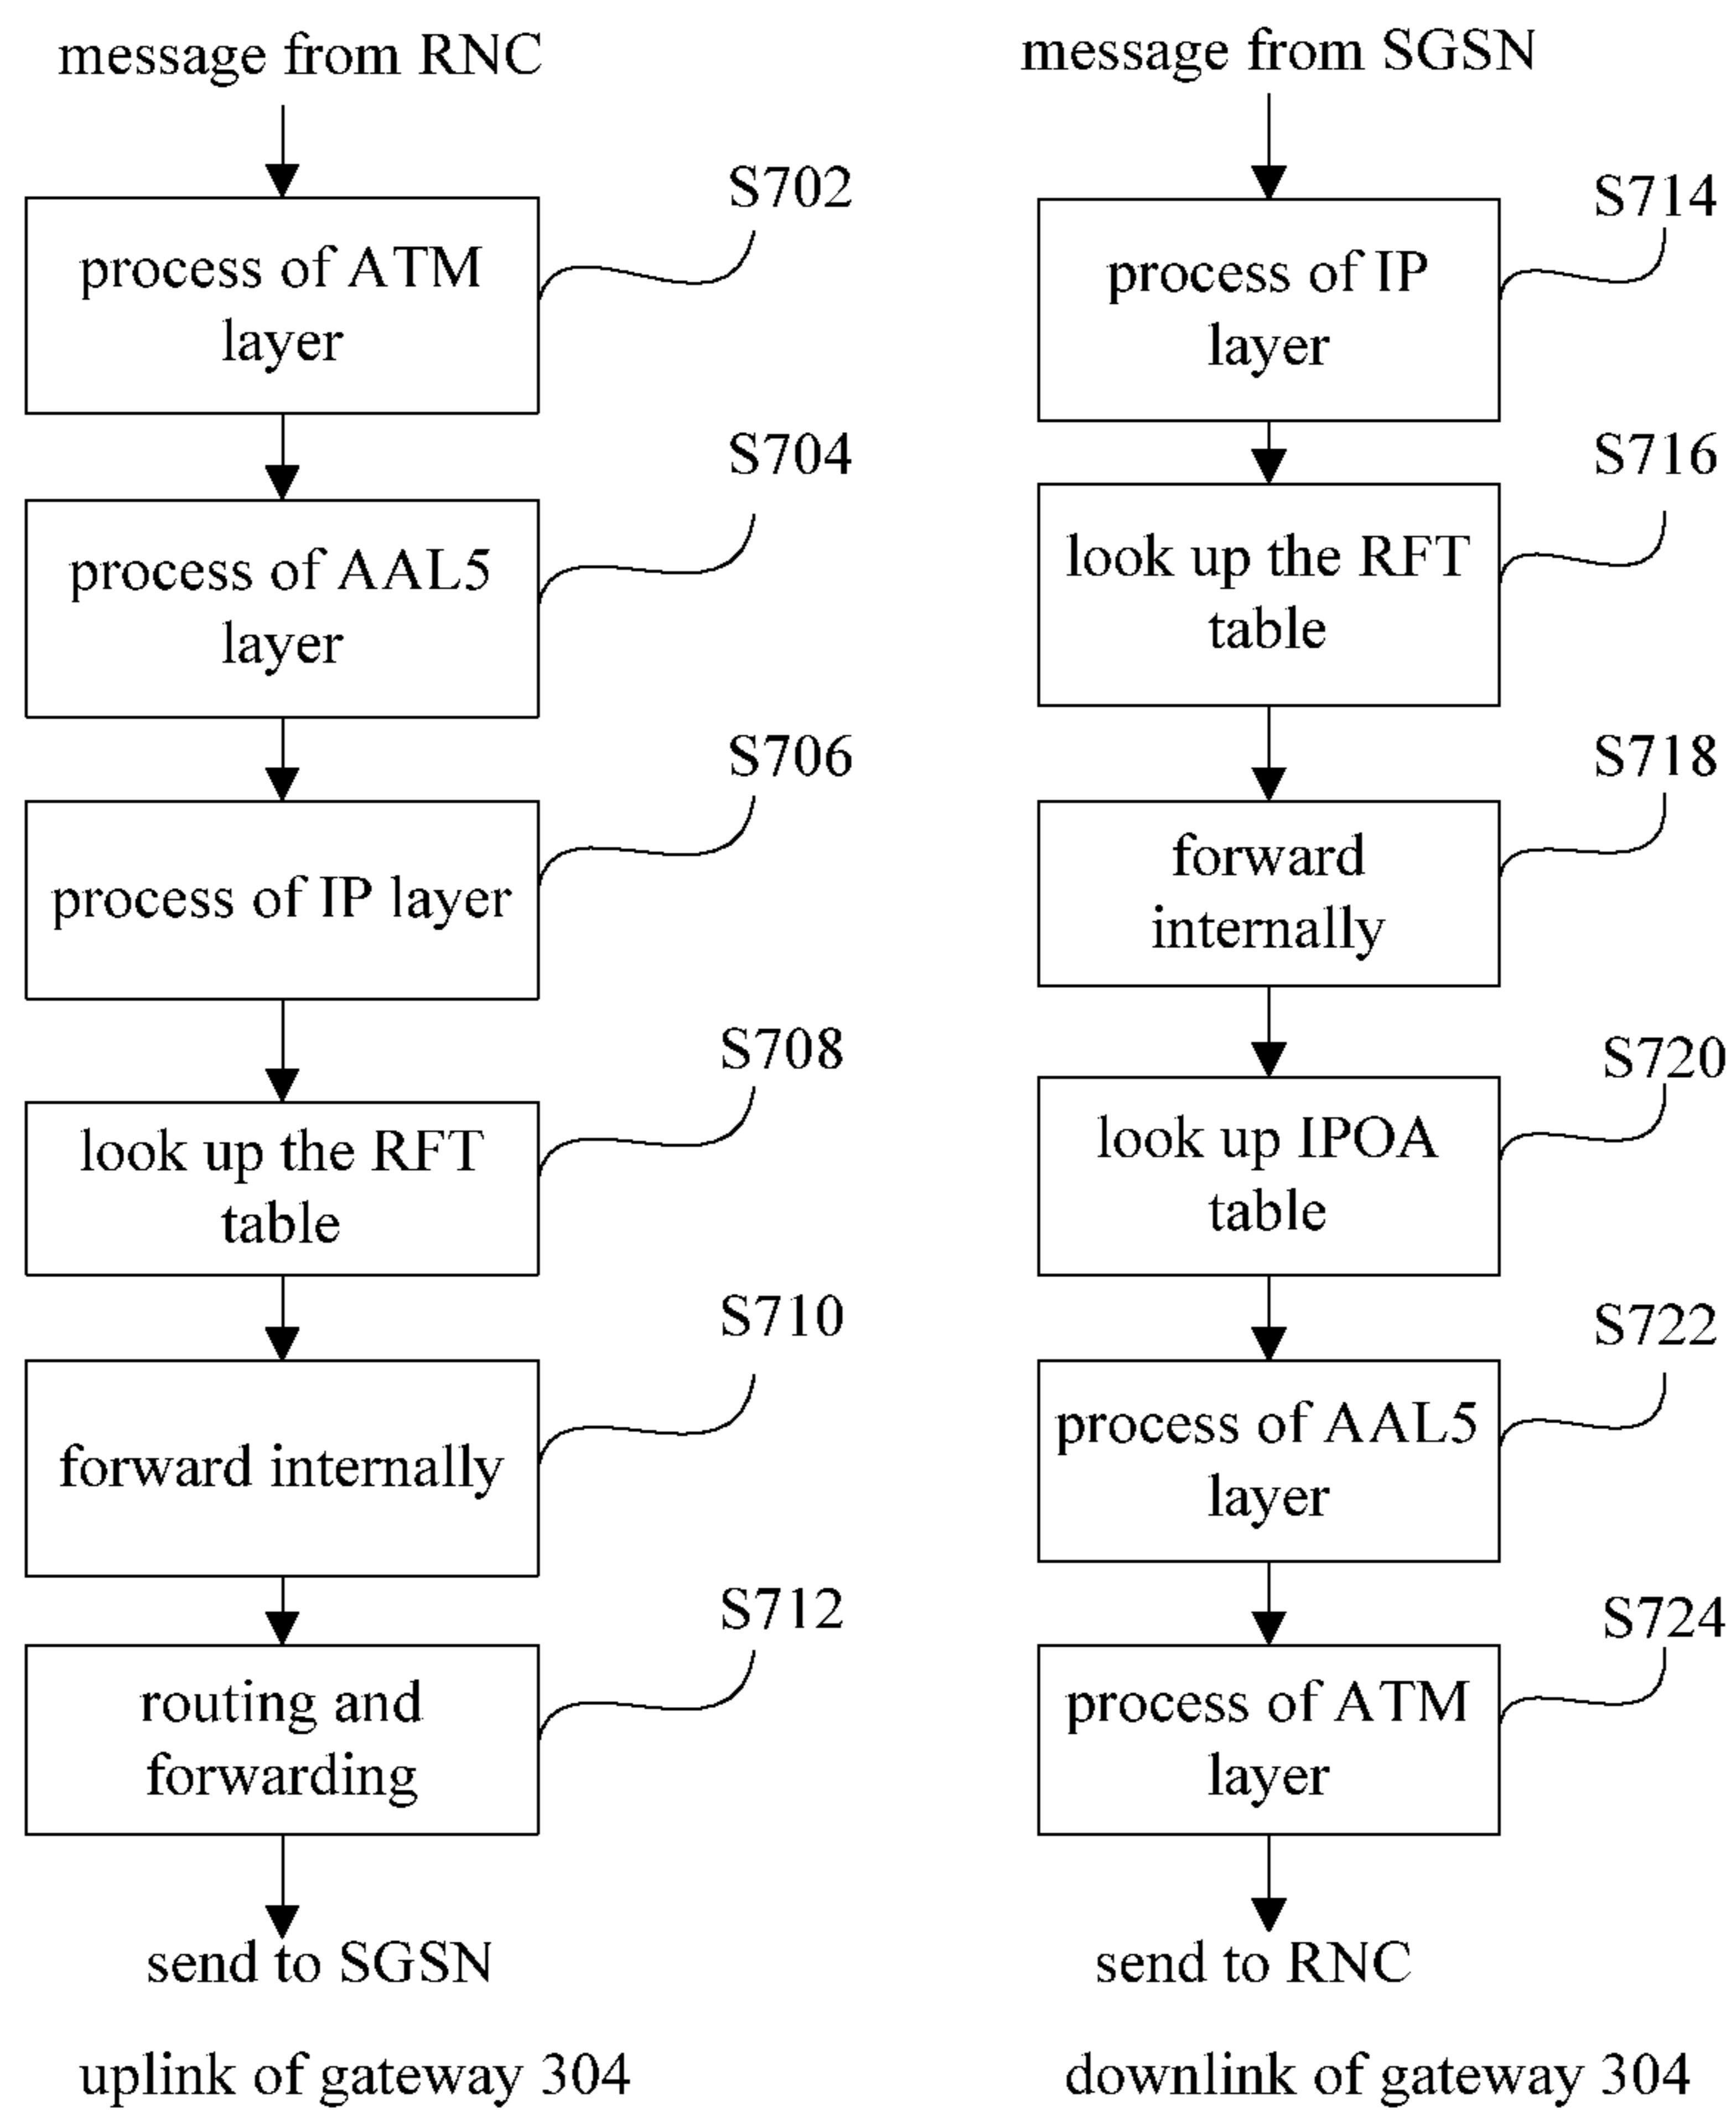 message from RNC
S702
process of ATM
layer
S704
process of AAL5
layer
S706
process of IP layer
S708
look up the RFT
table
S710
forward internally
S712
routing and
forwarding
send to SGSN
uplink of gateway 304
message from SGSN
S714
process of IP
layer
S716
look up the RFT
table
S718
forward
internally
S720
look up IPOA
table
S722
process of AAL5
layer
S724
process of ATM
layer
send to RNC
downlink of gateway 304